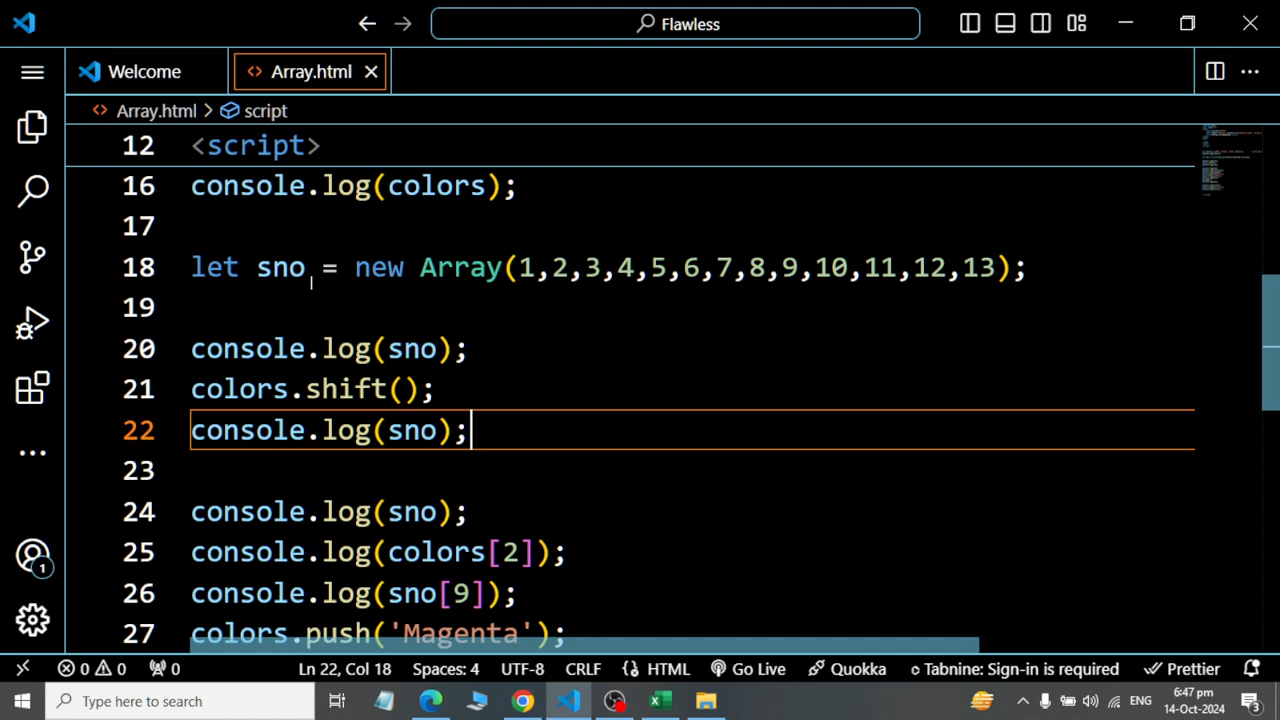 Flawless
Welcome
Array.html
Array.html > script
12 <script>
16 console.log(colors);
17
18 let sno = new Array(1,2,3,4,5,6,7,8,9,10,11,12,13);
19
20 console.log(sno);
21 colors.shift();
22 console.log(sno);
23
24 console.log(sno);
25 console.log(colors[2]);
26 console.log(sno[9]);
27 colors.push('Magenta');
1
0 0 0 Ln 22, Col 18 Spaces: 4 UTF-8 CRLF HTML Go Live Quokka Tabnine: Sign-in is required Prettier
Type here to search
ENG
6:47 pm
14-Oct-2024
3